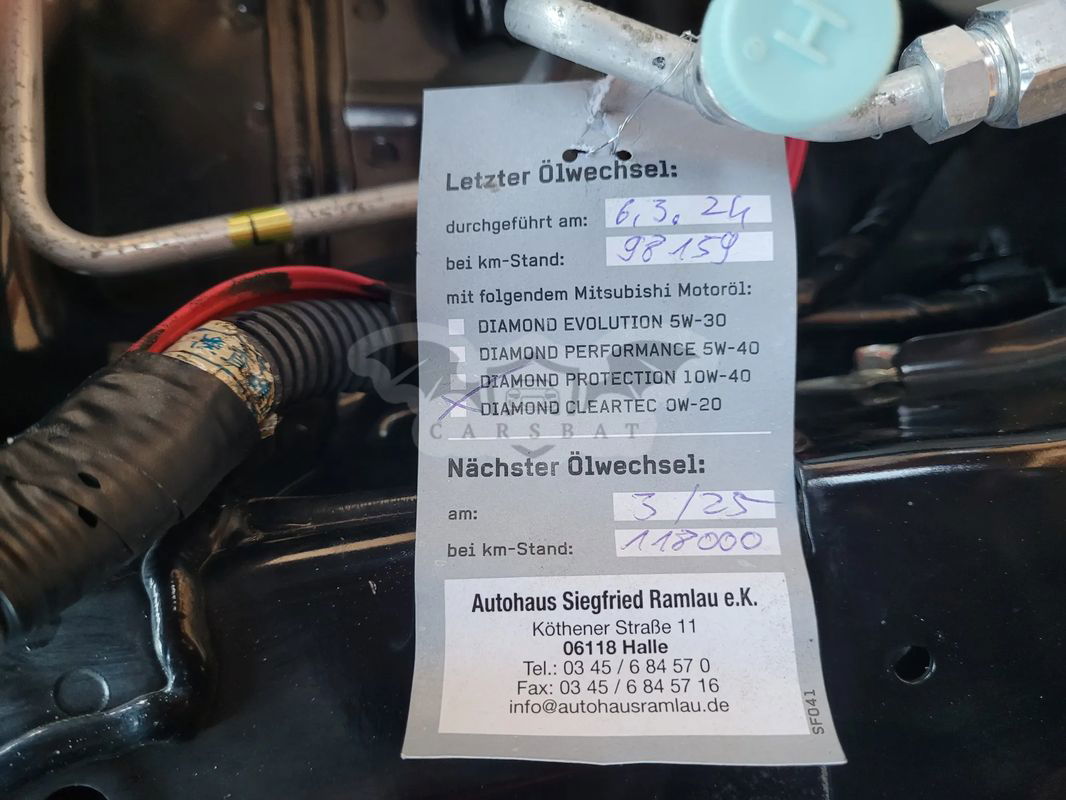 H
Letzter Ölwechsel:
durchgeführt am: 6.3.24
bei km-Stand: 98159
mit folgendem Mitsubishi Motoröl:
DIAMOND EVOLUTION 5W-30
DIAMOND PERFORMANCE 5W-40
DIAMOND PROTECTION 10W-40
DIAMOND CLEARTEC 0W-20
CARSBAT
Nächster Ölwechsel:
am: 3/25
bei km-Stand: 118000
Autohaus Siegfried Ramlau e.K.
Köthener Straße 11
06118 Halle
Tel.: 03 45 / 6 84 57 0
Fax: 03 45 / 6 84 57 16
info@autohausramlau.de
SF041